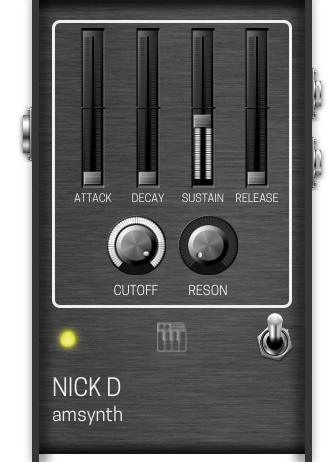 ATTACK DECAY SUSTAIN RELEASE
CUTOFF RESON
NICK D
amsynth